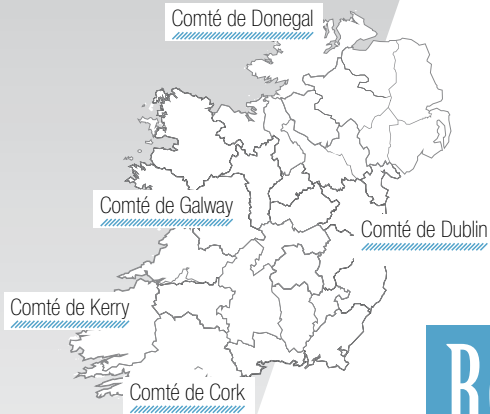 Comté de Donegal
Comté de Galway
Comté de Dublin
Comté de Kerry
Comté de Cork